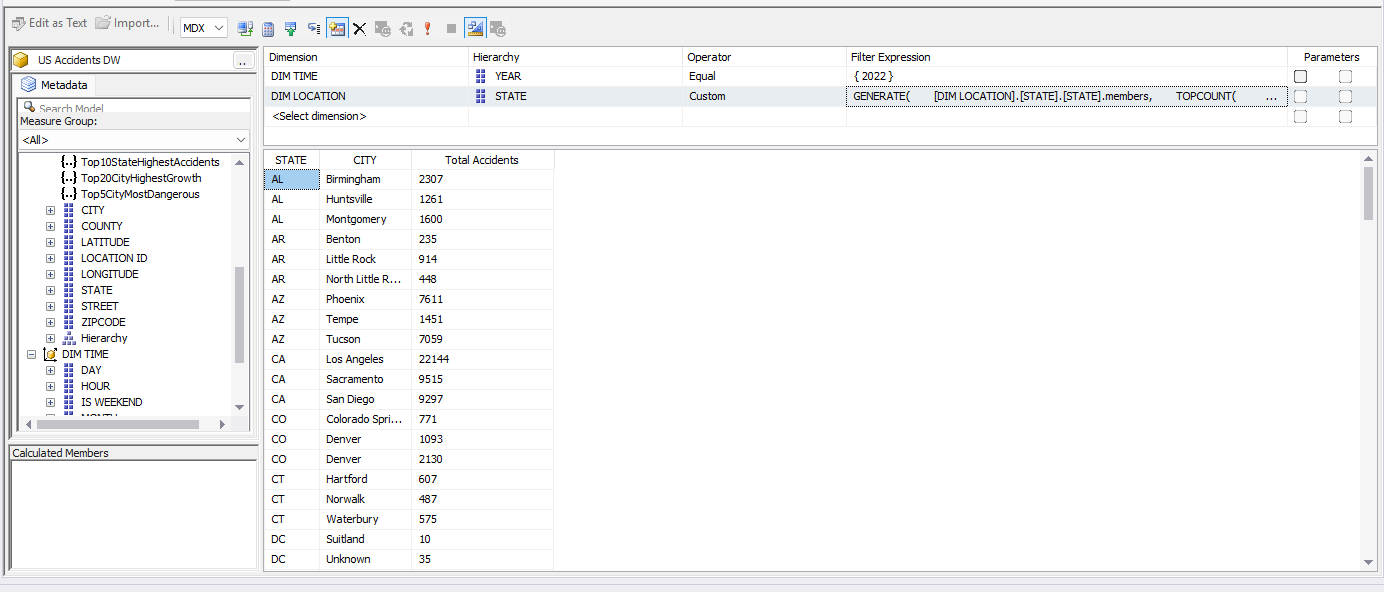 Edit as Text Import... MDX
US Accidents DW ..
Metadata
Search Model
Measure Group:
<All>
{..} Top10StateHighestAccidents
{..} Top20CityHighestGrowth
{..} Top5CityMostDangerous
CITY
COUNTY
LATITUDE
LOCATION ID
LONGITUDE
STATE
STREET
ZIPCODE
Hierarchy
DIM TIME
DAY
HOUR
IS WEEKEND
MONTH
Calculated Members
Dimension Hierarchy Operator Filter Expression Parameters
DIM TIME YEAR Equal { 2022 }
DIM LOCATION STATE Custom GENERATE( [DIM LOCATION].[STATE].[STATE].members, TOPCOUNT( ...
<Select dimension>
STATE CITY Total Accidents
AL Birmingham 2307
AL Huntsville 1261
AL Montgomery 1600
AR Benton 235
AR Little Rock 914
AR North Little R... 448
AZ Phoenix 7611
AZ Tempe 1451
AZ Tucson 7059
CA Los Angeles 22144
CA Sacramento 9515
CA San Diego 9297
CO Colorado Spri... 771
CO Denver 1093
CO Denver 2130
CT Hartford 607
CT Norwalk 487
CT Waterbury 575
DC Suitland 10
DC Unknown 35